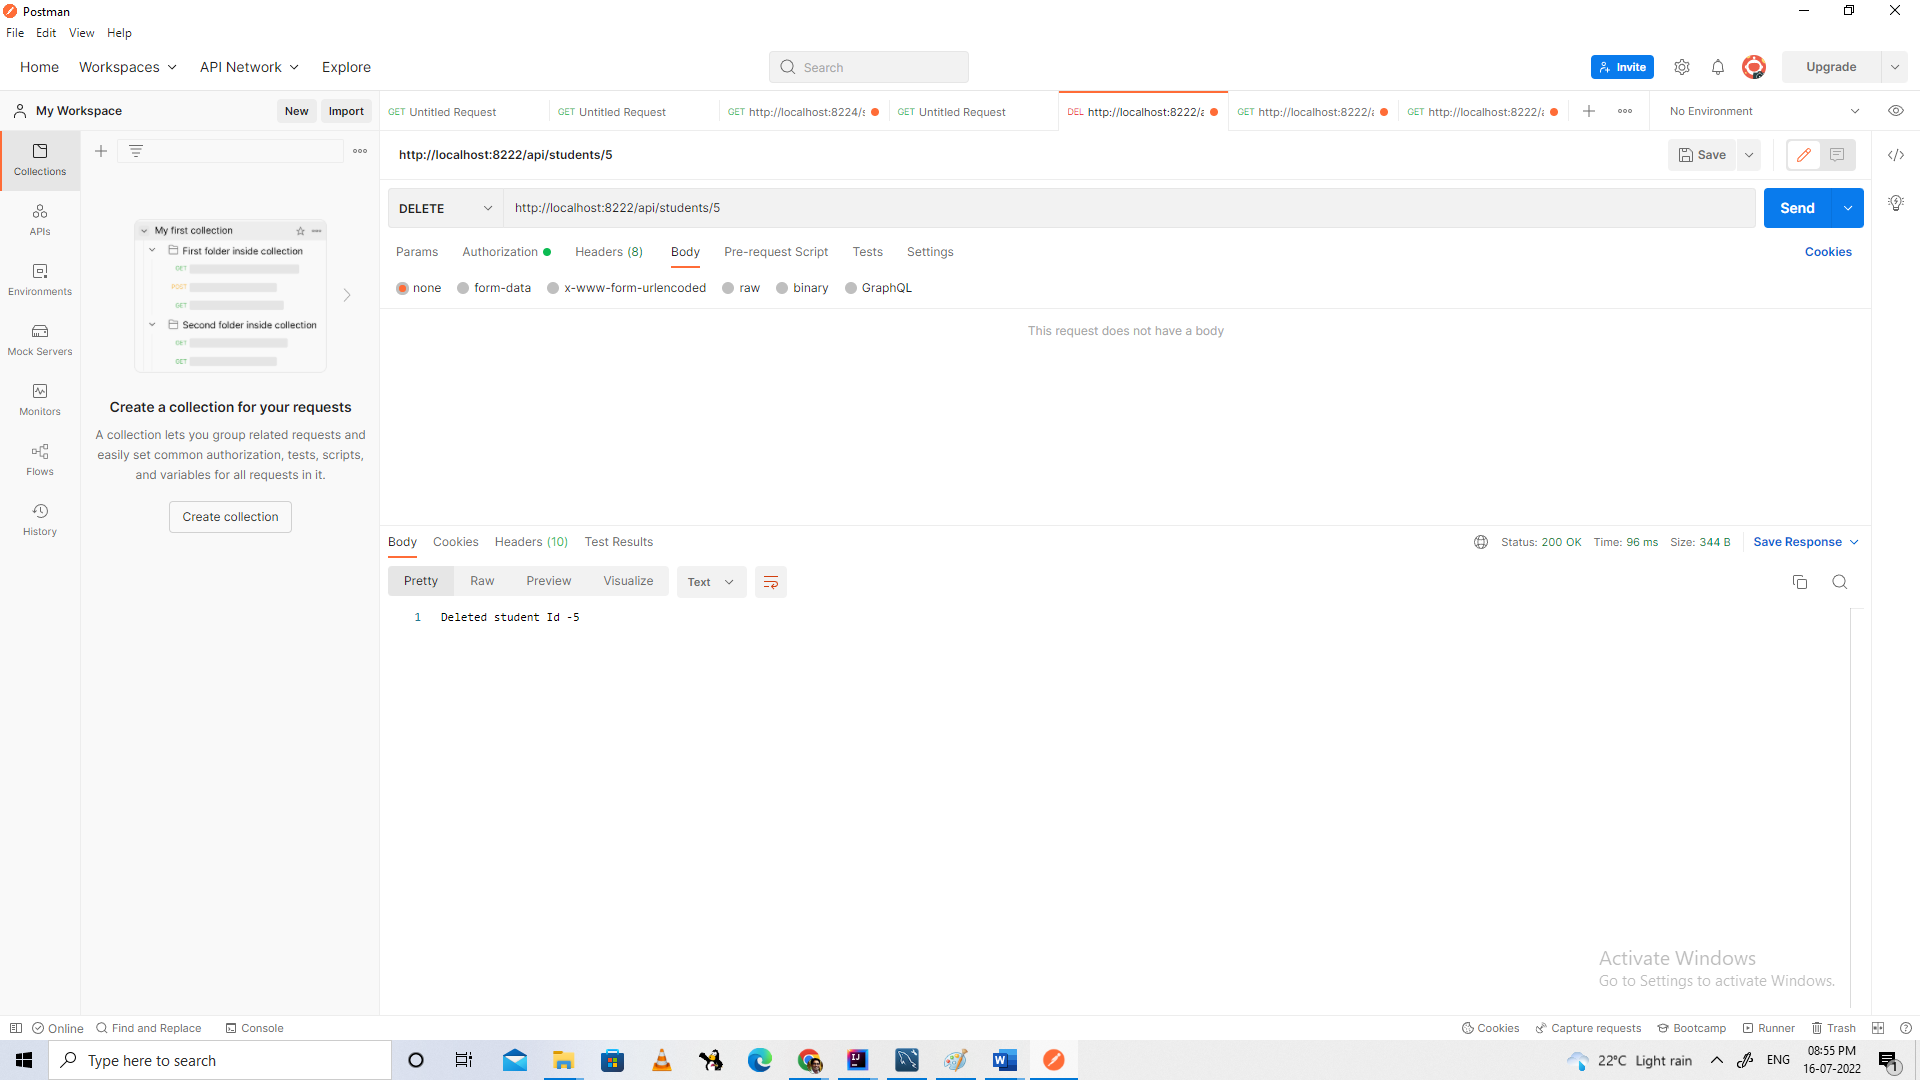 Postman
File Edit View Help
Home Workspaces API Network Explore
Search
Invite
Upgrade
My Workspace
New Import
GET Untitled Request
GET Untitled Request
GET http://localhost:8224/s
GET Untitled Request
DEL http://localhost:8222/a
GET http://localhost:8222/a
GET http://localhost:8222/a
No Environment
http://localhost:8222/api/students/5
Save
DELETE
http://localhost:8222/api/students/5
Send
Params Authorization Headers (8) Body Pre-request Script Tests Settings
Cookies
none form-data x-www-form-urlencoded raw binary GraphQL
This request does not have a body
Collections
APIs
Environments
Mock Servers
Monitors
Flows
History
My first collection
First folder inside collection
GET
POST
GET
Second folder inside collection
GET
GET
Create a collection for your requests
A collection lets you group related requests and
easily set common authorization, tests, scripts,
and variables for all requests in it.
Create collection
Body Cookies Headers (10) Test Results
Status: 200 OK Time: 96 ms Size: 344 B
Save Response
Pretty Raw Preview Visualize
Text
1 Deleted student Id -5
Activate Windows
Go to Settings to activate Windows.
Online Find and Replace Console
Cookies Capture requests Bootcamp Runner Trash
Type here to search
IJ
W
22°C Light rain
ENG
08:55 PM
16-07-2022
1